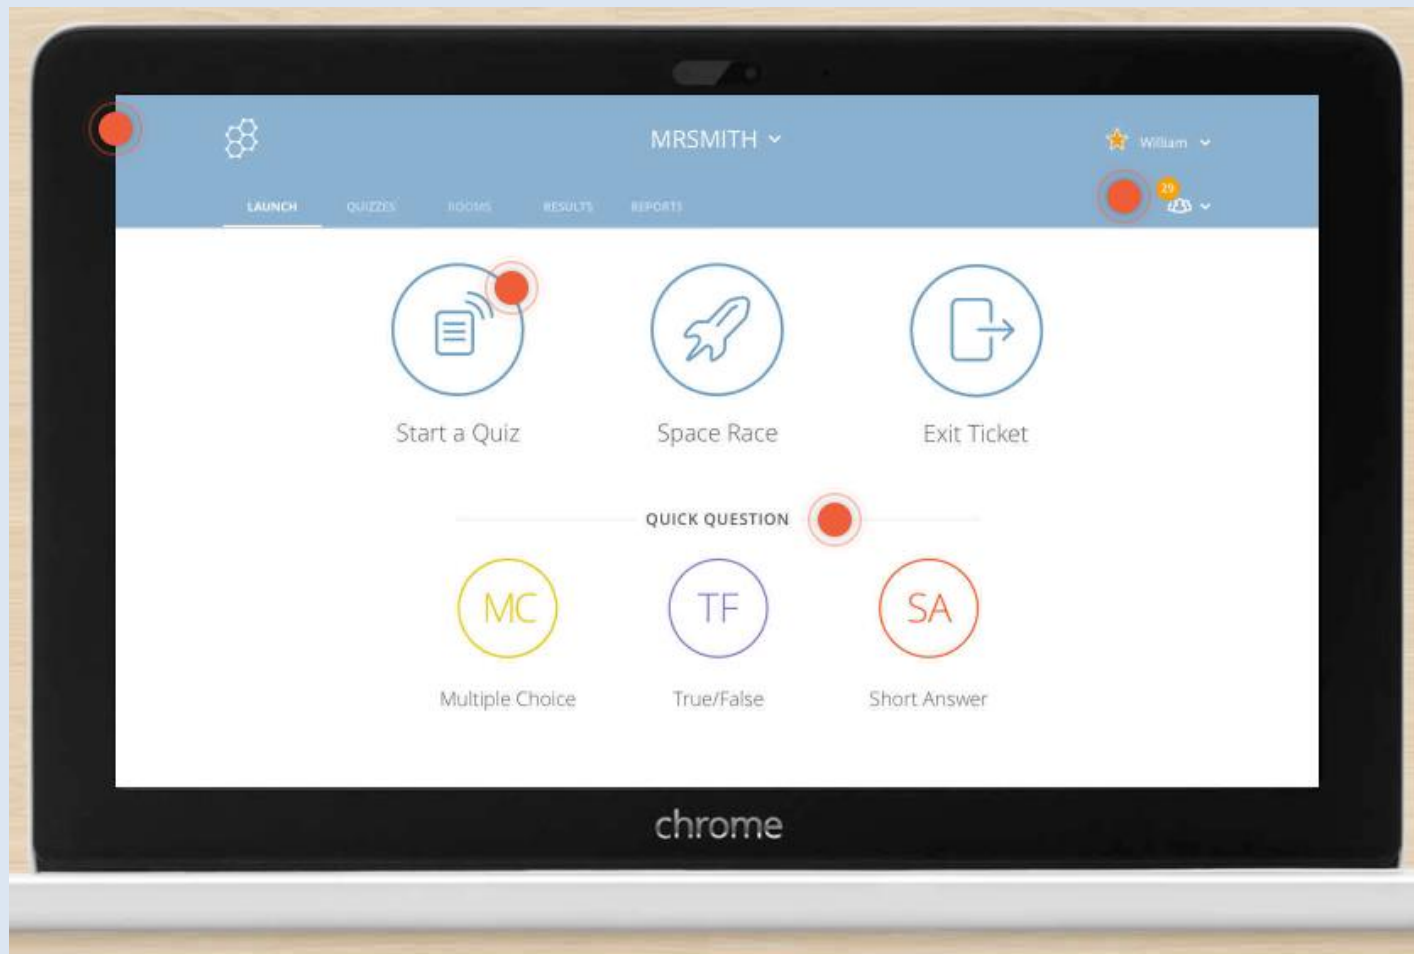 MRSMITH
William
29
LAUNCH QUIZZES ROOMS RESULTS REPORTS
Start a Quiz Space Race Exit Ticket
QUICK QUESTION
MC TF SA
Multiple Choice True/False Short Answer
chrome